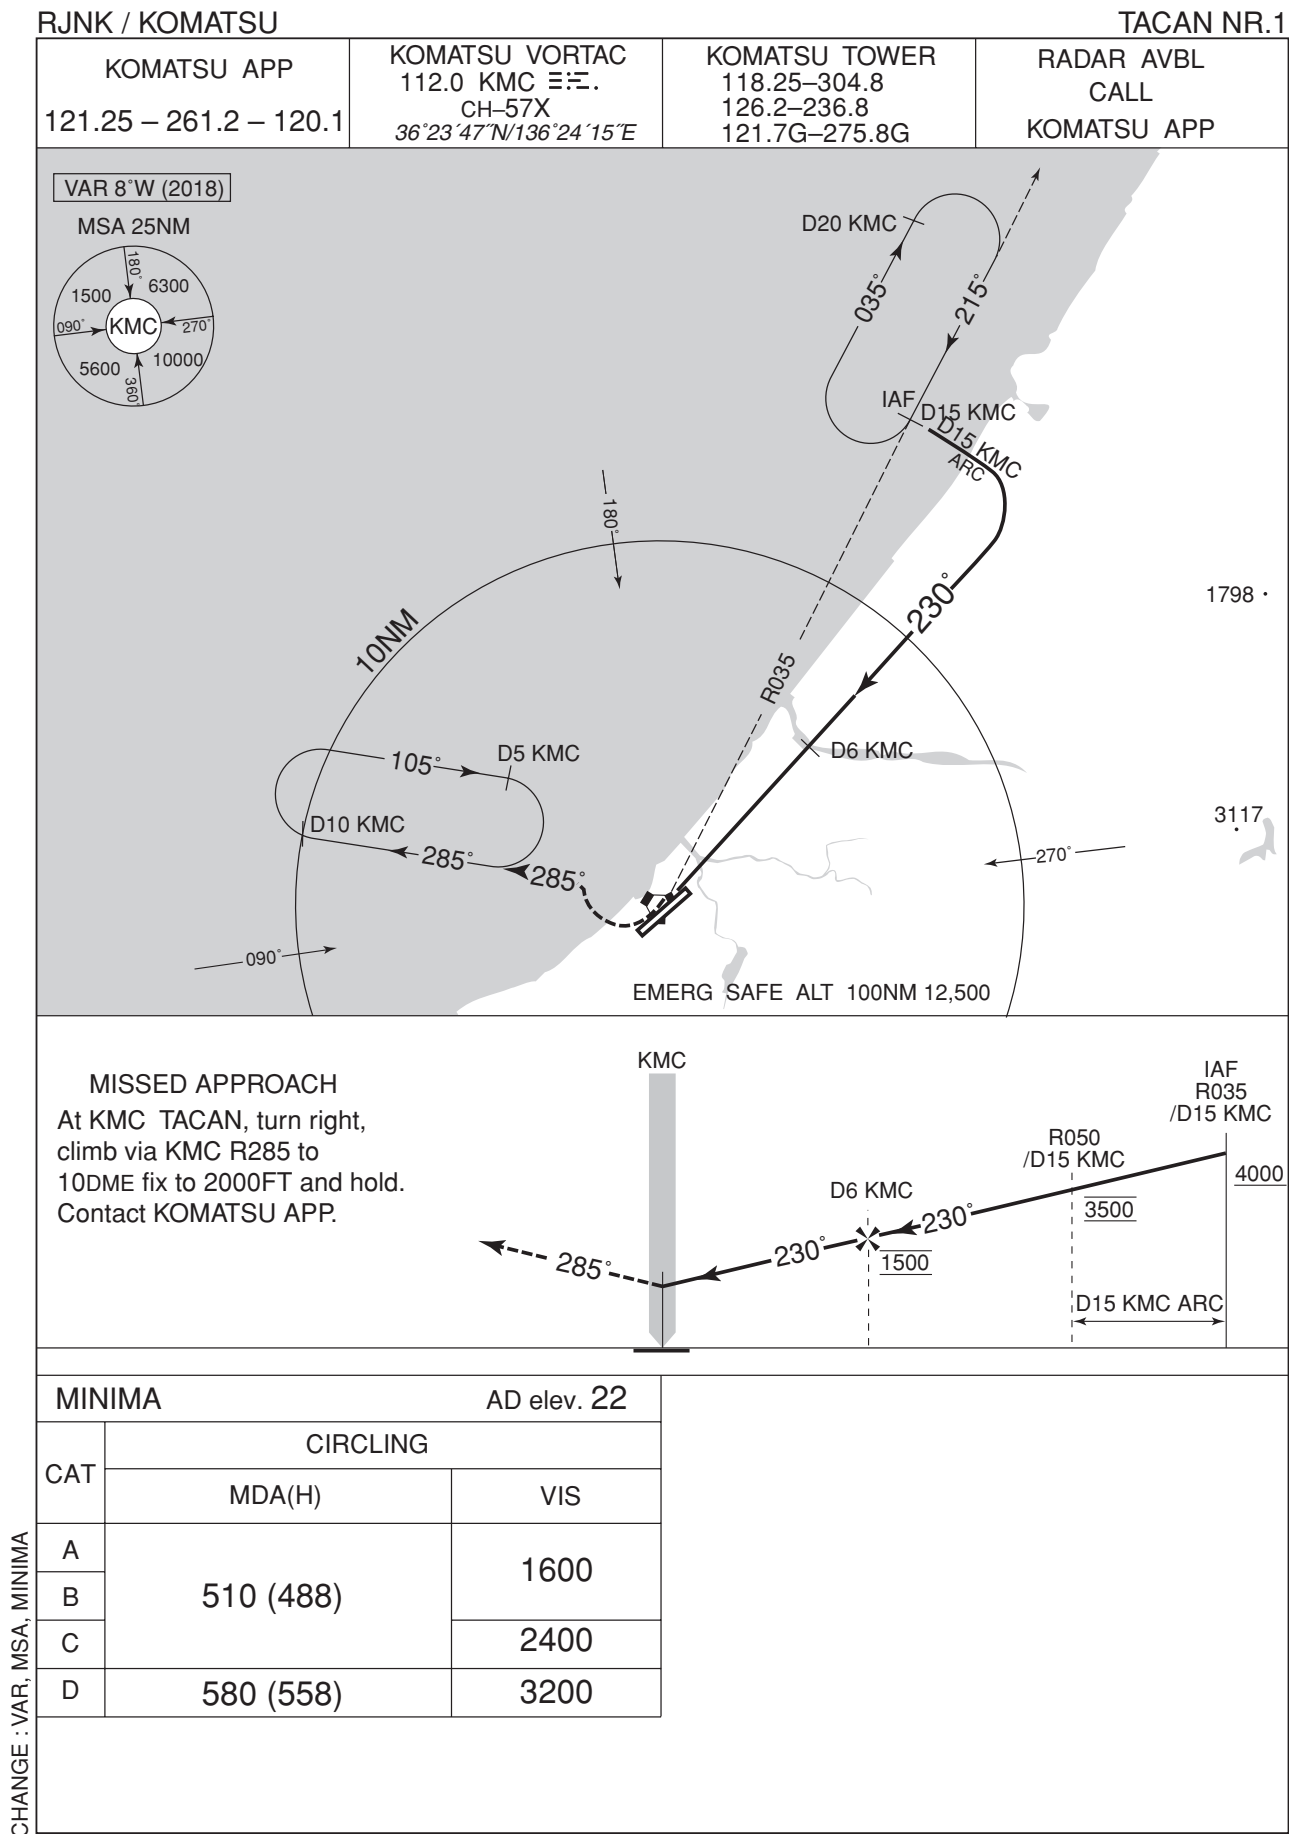 RJNK / KOMATSU
TACAN NR.1
KOMATSU APP
121.25 – 261.2 – 120.1
KOMATSU VORTAC
112.0 KMC
CH–57X
36°23´47˝N/136°24´15˝E
KOMATSU TOWER
118.25–304.8
126.2–236.8
121.7G–275.8G
RADAR AVBL
CALL
KOMATSU APP
VAR 8°W (2018)
MSA 25NM
180°
1500
6300
090°
KMC
270°
5600
10000
360°
D20 KMC
035°
215°
IAF
D15 KMC
D15 KMC
ARC
180°
10NM
230°
1798
R035
D6 KMC
105°
D5 KMC
D10 KMC
285°
285°
3117
270°
090°
EMERG SAFE ALT 100NM 12,500
MISSED APPROACH
At KMC TACAN, turn right,
climb via KMC R285 to
10DME fix to 2000FT and hold.
Contact KOMATSU APP.
KMC
IAF
R035
/D15 KMC
R050
/D15 KMC
4000
D6 KMC
3500
230°
230°
1500
285°
D15 KMC ARC
MINIMA
AD elev. 22
CAT
CIRCLING
MDA(H)
VIS
A
1600
B
510 (488)
C
2400
D
580 (558)
3200
CHANGE : VAR, MSA, MINIMA